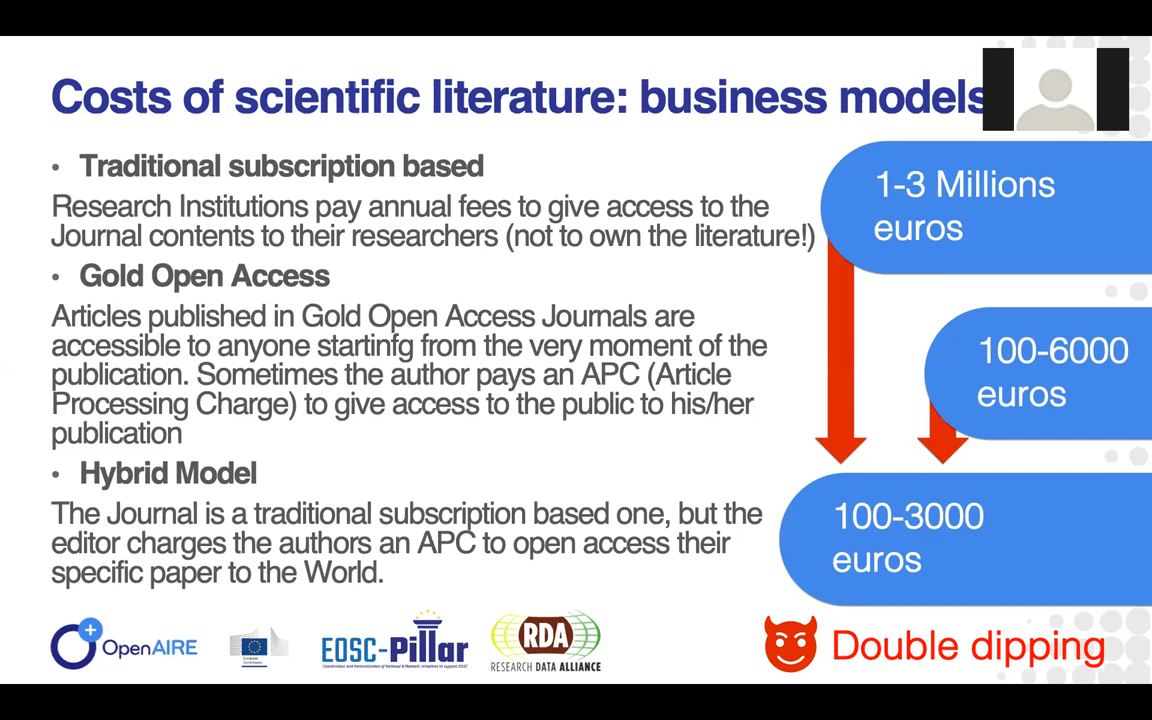 Costs of scientific literature: business models
• Traditional subscription based
Research Institutions pay annual fees to give access to the
Journal contents to their researchers (not to own the literature!)
1-3 Millions
euros
• Gold Open Access
Articles published in Gold Open Access Journals are
accessible to anyone startinfg from the very moment of the
publication. Sometimes the author pays an APC (Article
Processing Charge) to give access to the public to his/her
publication
100-6000
euros
• Hybrid Model
The Journal is a traditional subscription based one, but the
editor charges the authors an APC to open access their
specific paper to the World.
100-3000
euros
OpenAIRE
European
Commission
EOSC-Pillar
RDA
RESEARCH DATA ALLIANCE
Double dipping